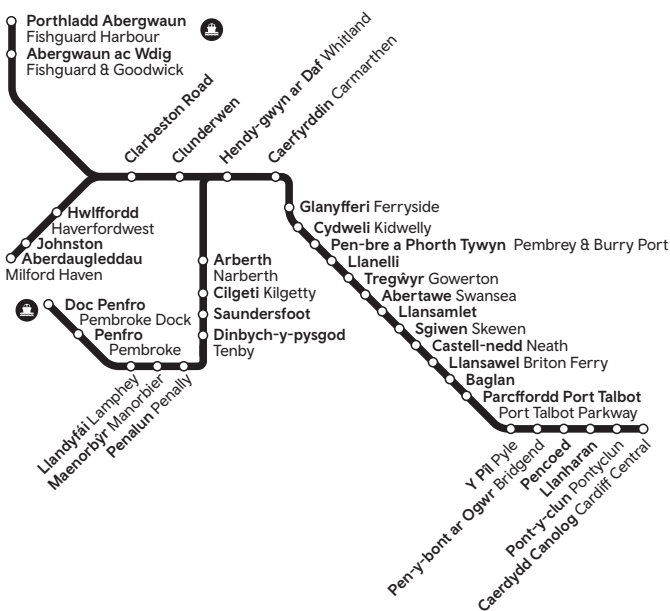 Porthladd Abergwaun
Fishguard Harbour
Abergwaun ac Wdig
Fishguard & Goodwick
Clarbeston Road
Clunderwen
Hendy-gwyn ar Daf Whitland
Caerfyrddin Carmarthen
Hwlffordd
Haverfordwest
Johnston
Aberdaugleddau
Milford Haven
Glanyfferi Ferryside
Cydweli Kidwelly
Pen-bre a Phorth Tywyn Pembrey & Burry Port
Llanelli
Tregŵyr Gowerton
Abertawe Swansea
Llansamlet
Sgiwen Skewen
Castell-nedd Neath
Llansawel Briton Ferry
Baglan
Parcffordd Port Talbot
Port Talbot Parkway
Arberth
Narberth
Cilgeti Kilgetty
Saundersfoot
Dinbych-y-pysgod
Tenby
Doc Penfro
Pembroke Dock
Penfro
Pembroke
Llandyfái Lamphey
Maenorbŷr Manorbier
Penalun Penally
Y Pîl Pyle
Pen-y-bont ar Ogwr Bridgend
Pencoed
Llanharan
Pont-y-clun Pontyclun
Caerdydd Canolog Cardiff Central